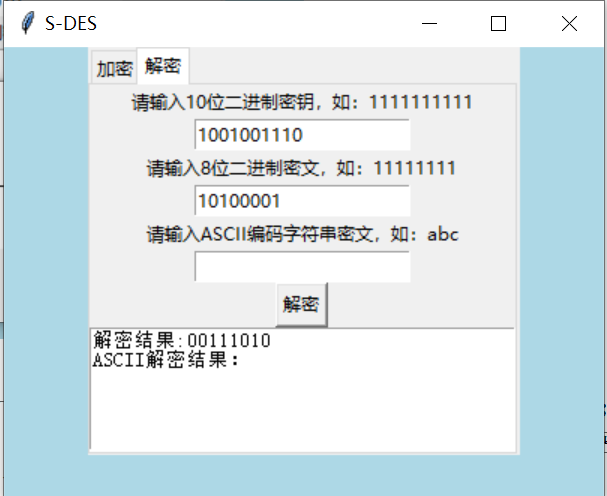 S-DES
加密 解密
请输入10位二进制密钥，如：1111111111
1001001110
请输入8位二进制密文，如：11111111
10100001
请输入ASCII编码字符串密文，如：abc
解密
解密结果:00111010
ASCII解密结果：